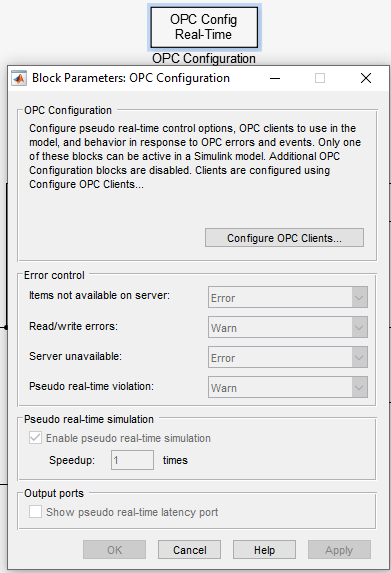 OPC Config
Real-Time
OPC Configuration
Block Parameters: OPC Configuration
OPC Configuration
Configure pseudo real-time control options, OPC clients to use in the
model, and behavior in response to OPC errors and events. Only one
of these blocks can be active in a Simulink model. Additional OPC
Configuration blocks are disabled. Clients are configured using
Configure OPC Clients...
Configure OPC Clients...
Error control
Items not available on server: Error
Read/write errors: Warn
Server unavailable: Error
Pseudo real-time violation: Warn
Pseudo real-time simulation
Enable pseudo real-time simulation
Speedup: 1 times
Output ports
Show pseudo real-time latency port
OK Cancel Help Apply